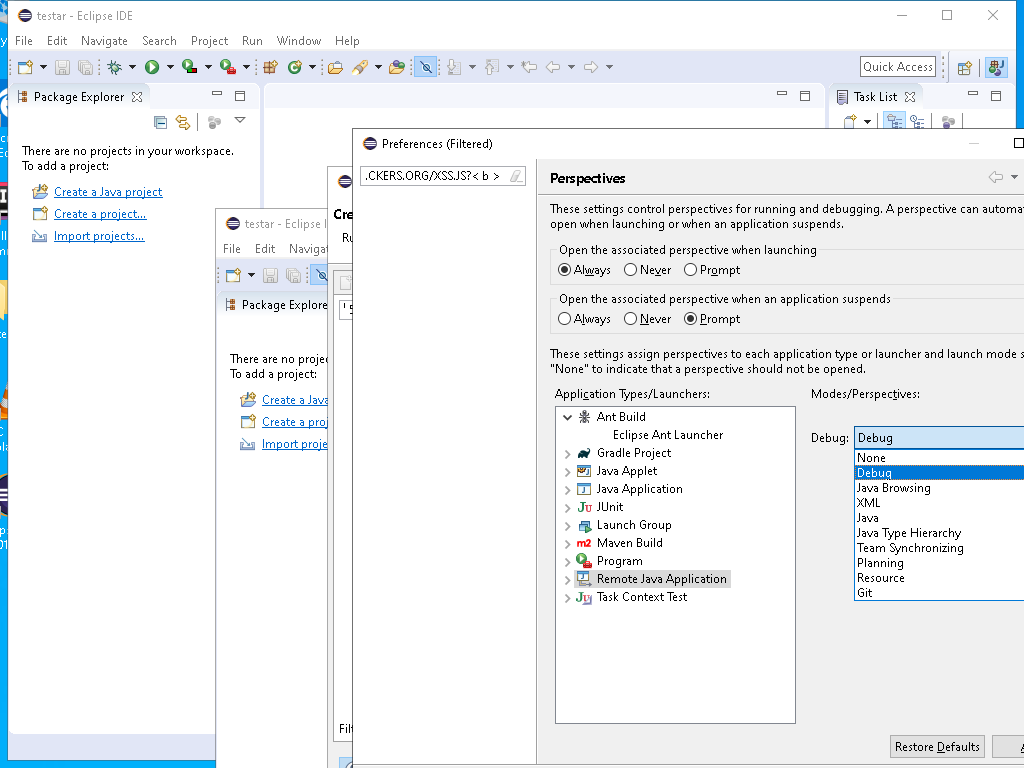 testar - Eclipse IDE
File Edit Navigate Search Project Run Window Help
Quick Access
Package Explorer
Task List
There are no projects in your workspace.
To add a project:
Create a Java project
Create a project...
Import projects...
testar - Eclipse I
File Edit Navigat
Package Explore
There are no projec
To add a project:
Create a Java
Create a proj
Import proje
Cre
Ru
Filt
Preferences (Filtered)
.CKERS.ORG/XSS.JS?< b >
Perspectives
These settings control perspectives for running and debugging. A perspective can automa
open when launching or when an application suspends.
Open the associated perspective when launching
Always Never Prompt
Open the associated perspective when an application suspends
Always Never Prompt
These settings assign perspectives to each application type or launcher and launch mode s
"None" to indicate that a perspective should not be opened.
Application Types/Launchers:
Modes/Perspectives:
Ant Build
Eclipse Ant Launcher
Gradle Project
Java Applet
Java Application
JUnit
Launch Group
Maven Build
Program
Remote Java Application
Task Context Test
Debug: Debug
None
Debug
Java Browsing
XML
Java
Java Type Hierarchy
Team Synchronizing
Planning
Resource
Git
Restore Defaults